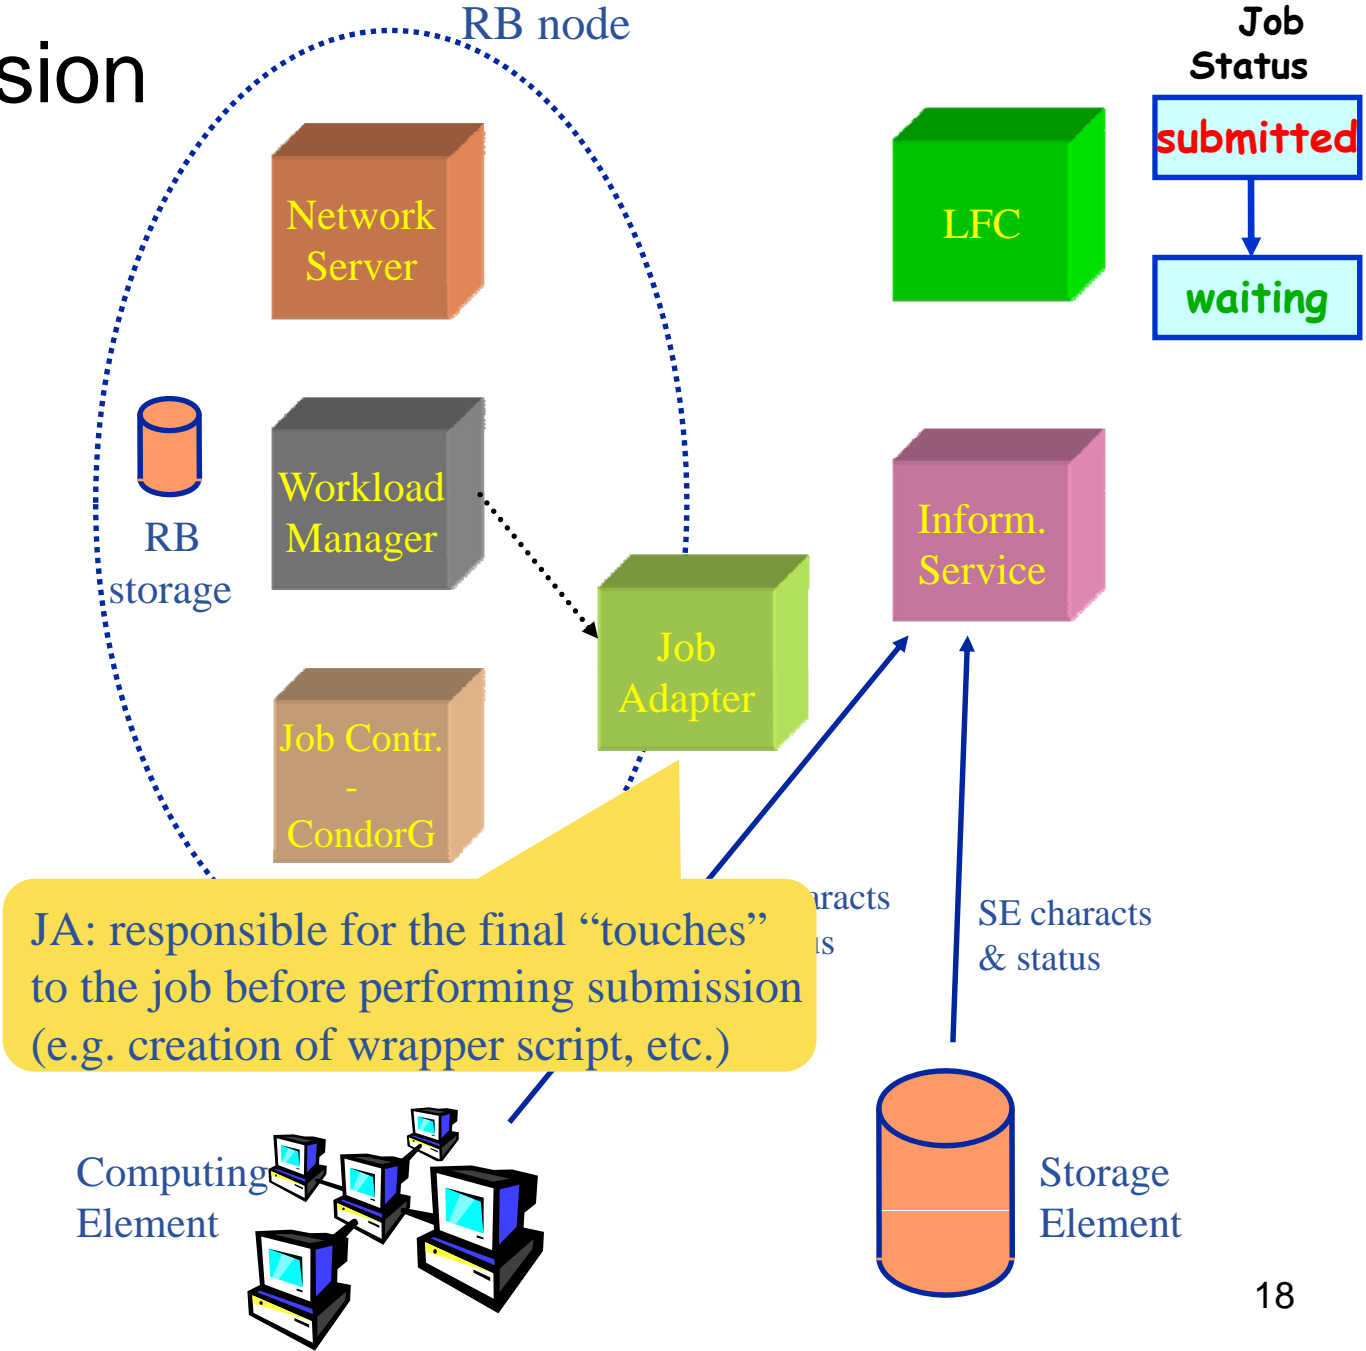 RB node
Job
Status
submitted
waiting
Network
Server
LFC
Workload
Manager
RB
storage
Inform.
Service
Job
Adapter
Job Contr.
-
CondorG
SE characts
& status
JA: responsible for the final “touches”
to the job before performing submission
(e.g. creation of wrapper script, etc.)
Computing
Element
Storage
Element
18